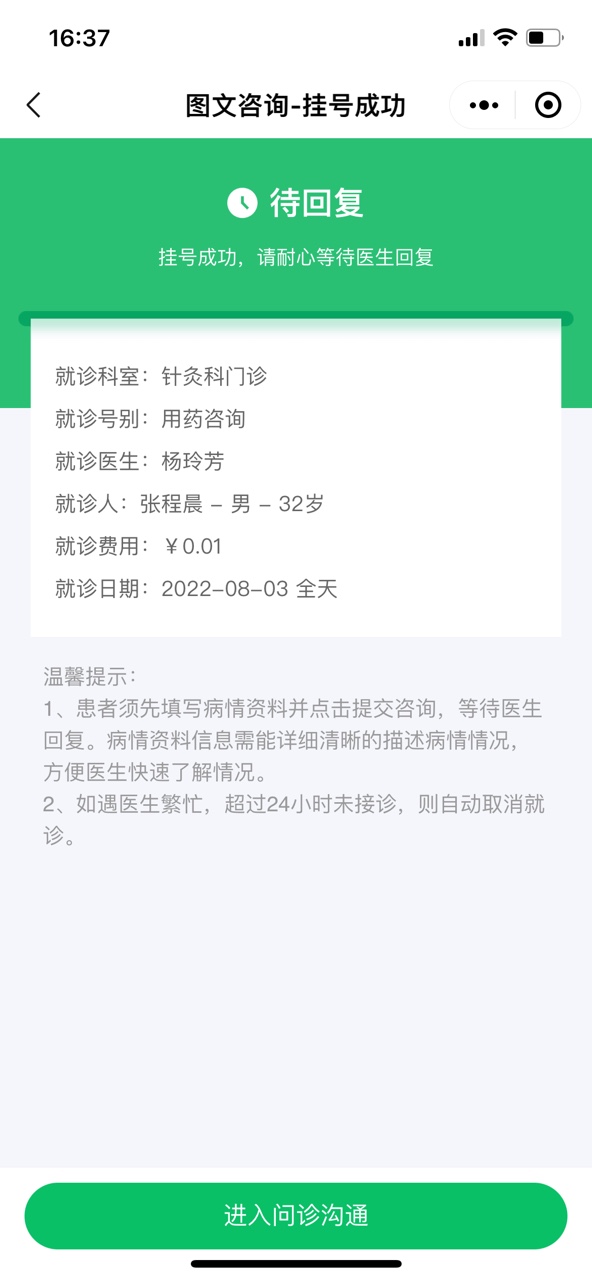 16:37
图文咨询-挂号成功
待回复
挂号成功，请耐心等待医生回复
就诊科室：针灸科门诊
就诊号别：用药咨询
就诊医生：杨玲芳
就诊人：张程晨 – 男 – 32岁
就诊费用：￥0.01
就诊日期：2022–08–03 全天
温馨提示：
1、患者须先填写病情资料并点击提交咨询，等待医生
回复。病情资料信息需能详细清晰的描述病情情况，
方便医生快速了解情况。
2、如遇医生繁忙，超过24小时未接诊，则自动取消就
诊。
进入问诊沟通